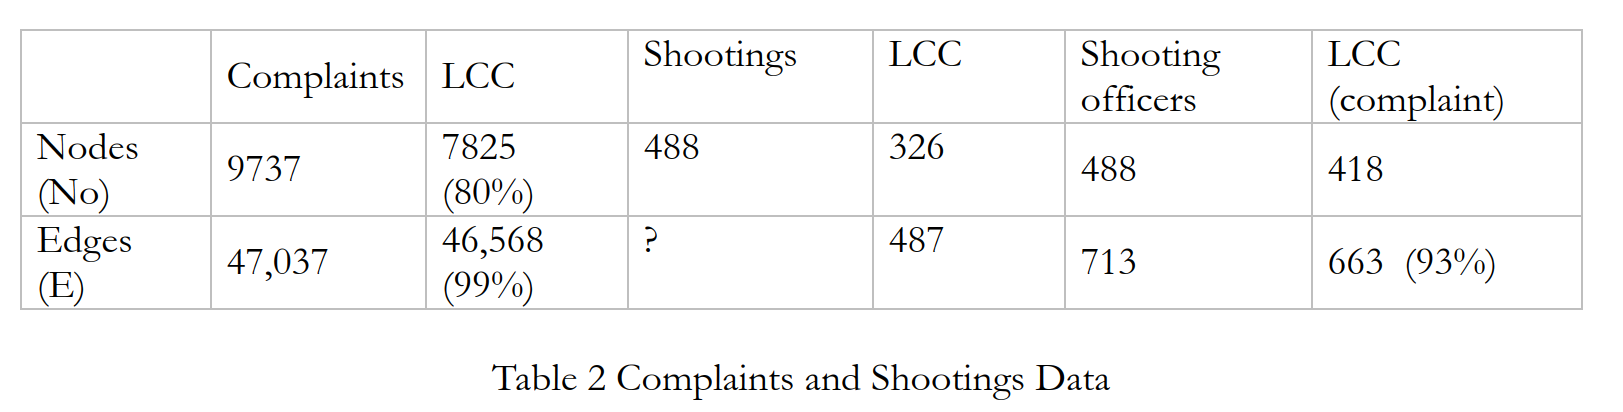 Complaints LCC Shootings LCC Shooting officers LCC (complaint)
Nodes (No) 9737 7825 (80%) 488 326 488 418
Edges (E) 47,037 46,568 (99%) ? 487 713 663 (93%)
Table 2 Complaints and Shootings Data